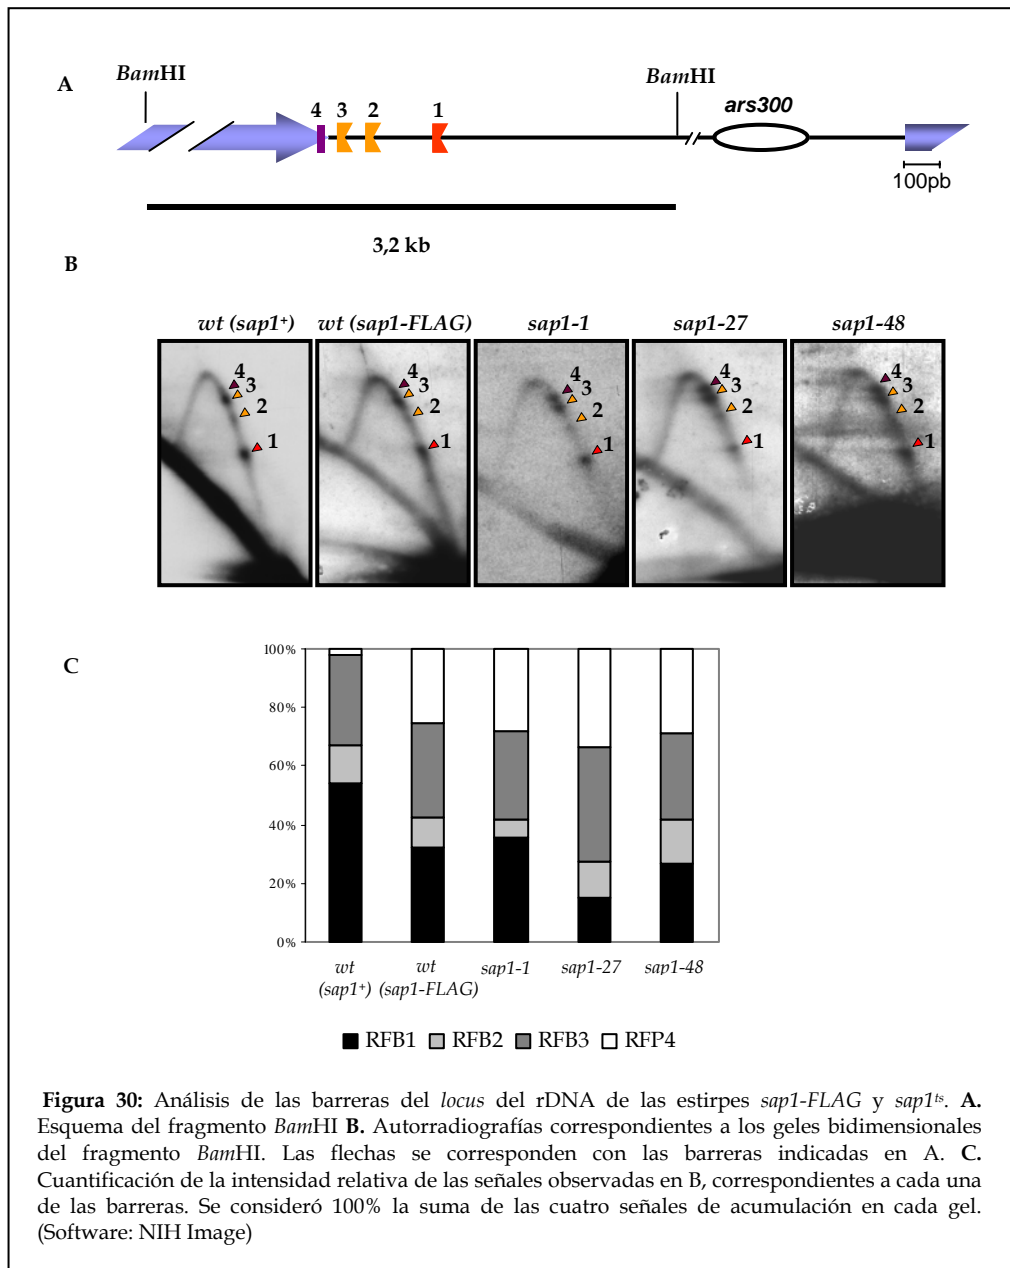 A
BamHI
BamHI
4 3 2 1
ars300
100pb
3,2 kb
B
wt (sap1+) wt (sap1-FLAG) sap1-1 sap1-27 sap1-48
4 3 2 1
4 3 2 1
4 3 2 1
4 3 2 1
4 3 2 1
C
100%
80%
60%
40%
20%
0%
wt (sap1+)
wt (sap1-FLAG)
sap1-1
sap1-27
sap1-48
RFB1 RFB2 RFB3 RFP4
Figura 30: Análisis de las barreras del locus del rDNA de las estirpes sap1-FLAG y sap1ts. A.
Esquema del fragmento BamHI B. Autorradiografías correspondientes a los geles bidimensionales
del fragmento BamHI. Las flechas se corresponden con las barreras indicadas en A. C.
Cuantificación de la intensidad relativa de las señales observadas en B, correspondientes a cada una
de las barreras. Se consideró 100% la suma de las cuatro señales de acumulación en cada gel.
(Software: NIH Image)